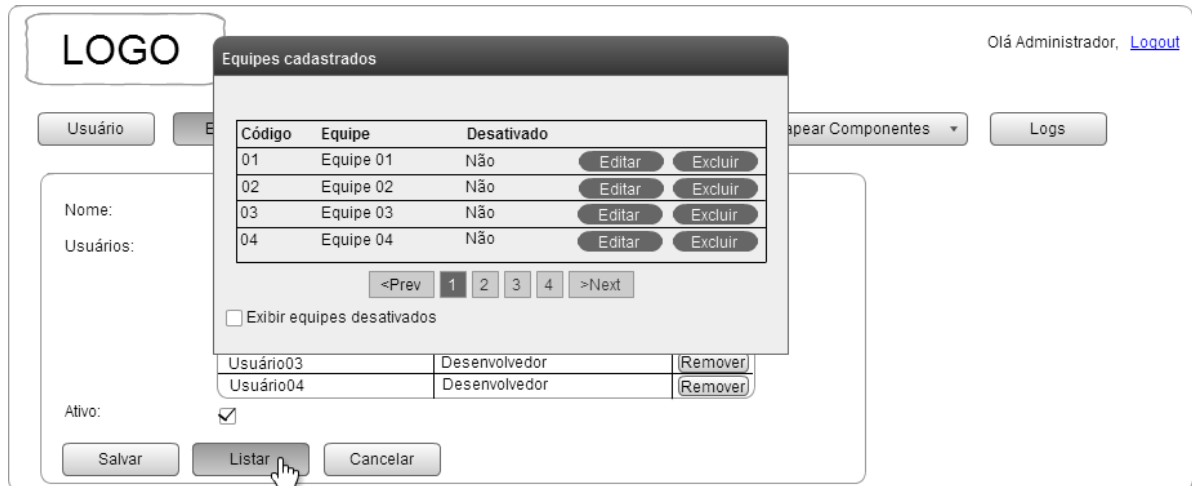 LOGO
Olá Administrador, Logout
Equipes cadastrados
Usuário
apear Componentes
Logs
Código Equipe Desativado
01 Equipe 01 Não Editar Excluir
02 Equipe 02 Não Editar Excluir
03 Equipe 03 Não Editar Excluir
04 Equipe 04 Não Editar Excluir
<Prev 1 2 3 4 >Next
Exibir equipes desativados
Nome:
Usuários:
Usuário03 Desenvolvedor Remover
Usuário04 Desenvolvedor Remover
Ativo:
Salvar Listar Cancelar